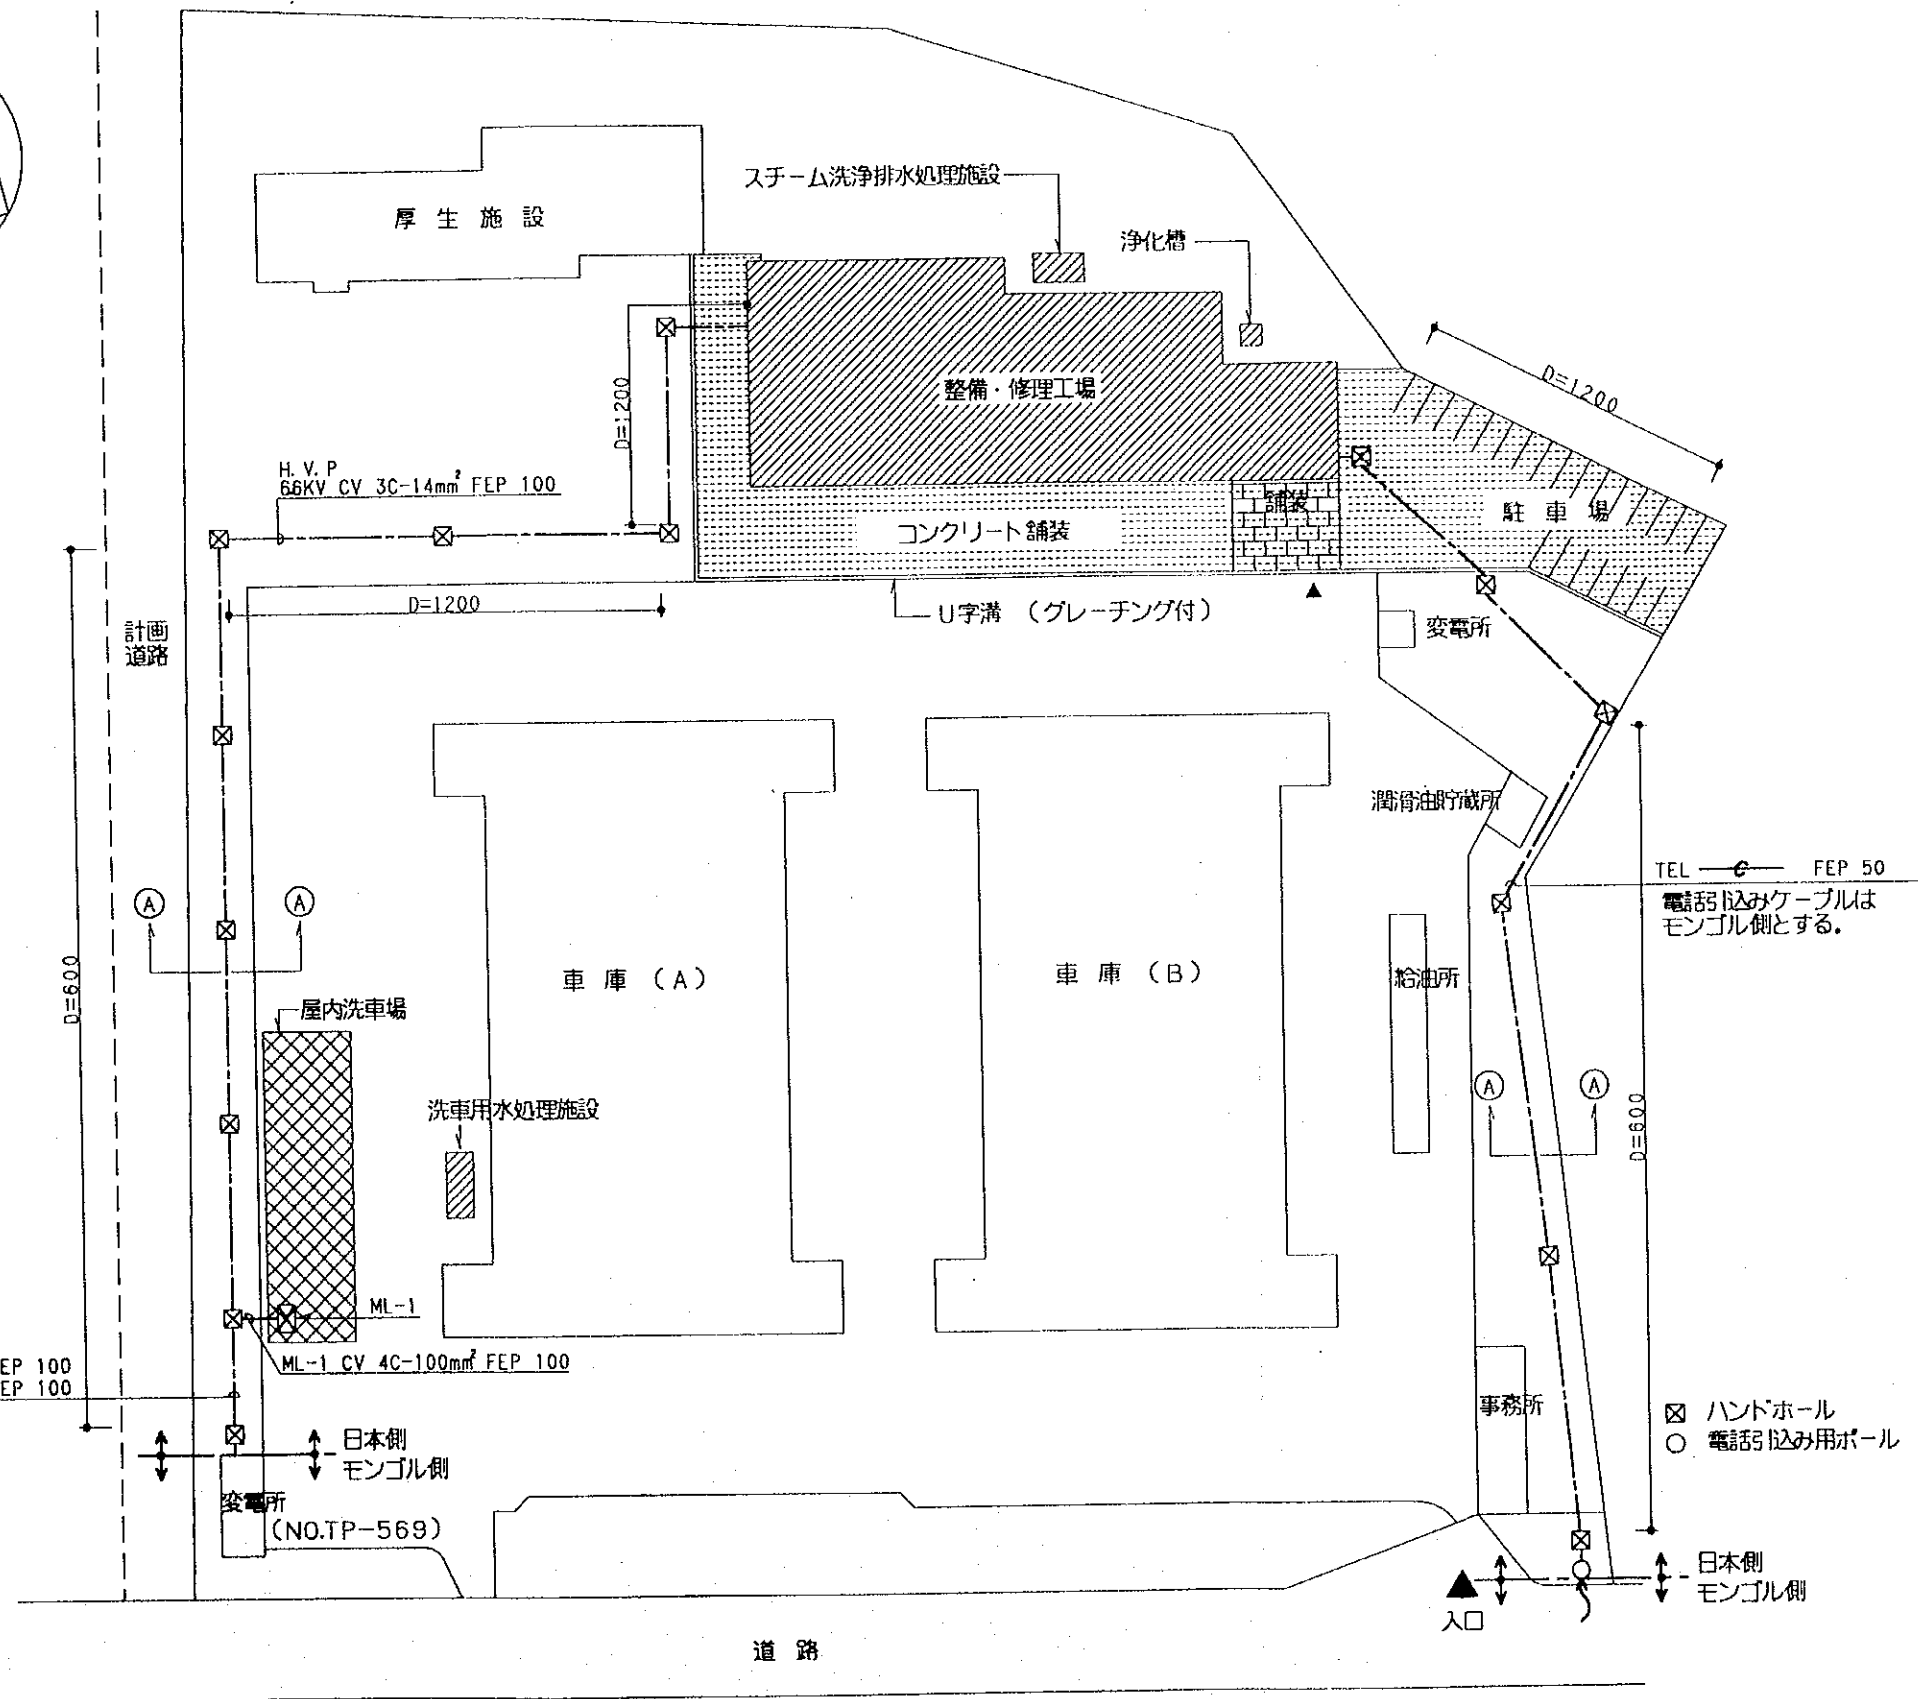 スチーム洗浄排水処理施設
厚生施設
浄化槽
D=1200
整備・修理工場
D=1200
H.V.P
6.6KV CV 3C-14mm² FEP 100
舗装
駐車場
コンクリート舗装
D=1200
U字溝 (グレーチング付)
計画
道路
変電所
潤滑油貯蔵所
TEL C FEP 50
電話引込みケーブルは
モンゴル側とする。
A
A
D=600
車庫(A)
車庫(B)
給油所
屋内洗車場
A
A
D=600
洗車用水処理施設
ML-1
ML-1 CV 4C-100mm² FEP 100
EP 100
EP 100
事務所
ハンドホール
電話引込み用ポール
日本側
モンゴル側
変電所
(NO.TP-569)
日本側
モンゴル側
入口
道路